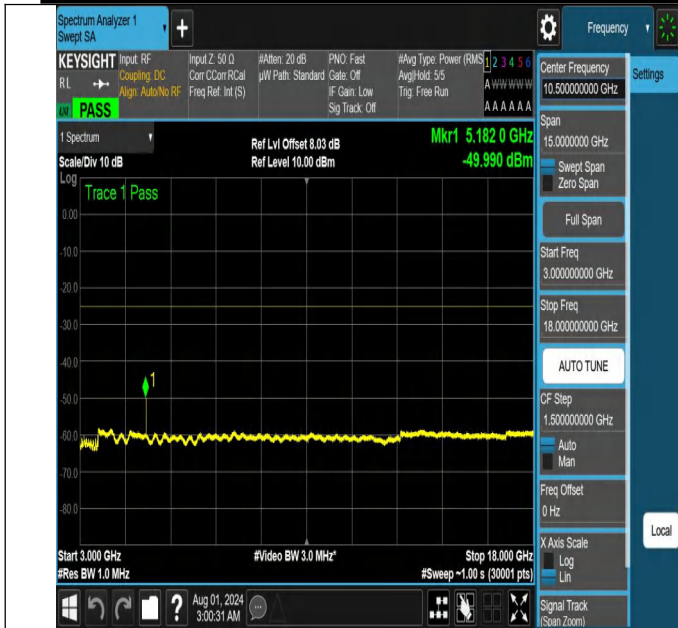 Spectrum Analyzer 1
Swept SA
Frequency
KEYSIGHT
RL
PASS
Input: RF
Coupling: DC
Align: Auto/No RF
Input Z: 50 Ω
Corr CCorr RCal
Freq Ref: Int (S)
#Atten: 20 dB
µW Path: Standard
PNO: Fast
Gate: Off
IF Gain: Low
Sig Track: Off
#Avg Type: Power (RMS
Avg|Hold: 5/5
Trig: Free Run
1 2 3 4 5 6
A W W W W W
A A A A A A
1 Spectrum
Scale/Div 10 dB
Ref Lvl Offset 8.03 dB
Ref Level 10.00 dBm
Mkr1 5.182 0 GHz
-49.990 dBm
Log
Trace 1 Pass
0.00
-10.0
-20.0
-30.0
-40.0
-50.0
-60.0
-70.0
-80.0
1
Start 3.000 GHz
#Res BW 1.0 MHz
#Video BW 3.0 MHz*
Stop 18.000 GHz
#Sweep ~1.00 s (30001 pts)
Aug 01, 2024
3:00:31 AM
Center Frequency
10.500000000 GHz
Settings
Span
15.0000000 GHz
Swept Span
Zero Span
Full Span
Start Freq
3.000000000 GHz
Stop Freq
18.000000000 GHz
AUTO TUNE
CF Step
1.500000000 GHz
Auto
Man
Freq Offset
0 Hz
Local
X Axis Scale
Log
Lin
Signal Track
(Span Zoom)